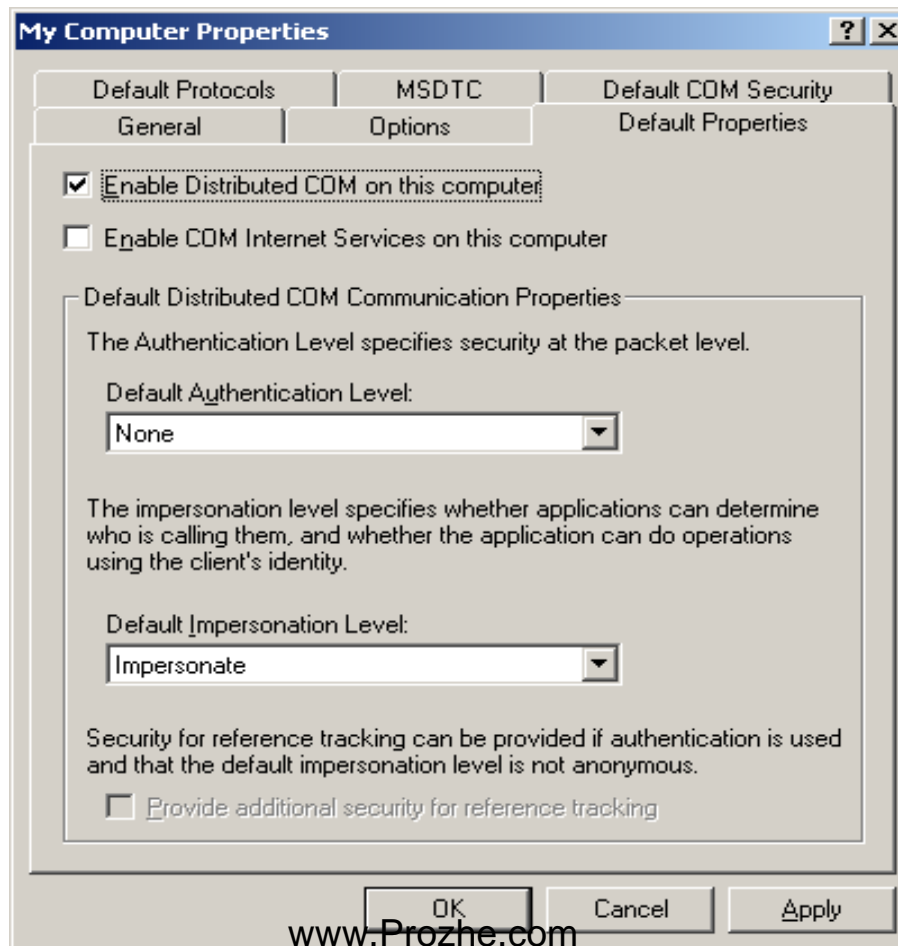 My Computer Properties
Default Protocols MSDTC Default COM Security
General Options Default Properties
Enable Distributed COM on this computer
Enable COM Internet Services on this computer
Default Distributed COM Communication Properties
The Authentication Level specifies security at the packet level.
Default Authentication Level:
None
The impersonation level specifies whether applications can determine
who is calling them, and whether the application can do operations
using the client's identity.
Default Impersonation Level:
Impersonate
Security for reference tracking can be provided if authentication is used
and that the default impersonation level is not anonymous.
Provide additional security for reference tracking
OK Cancel Apply
www.Prozhe.com